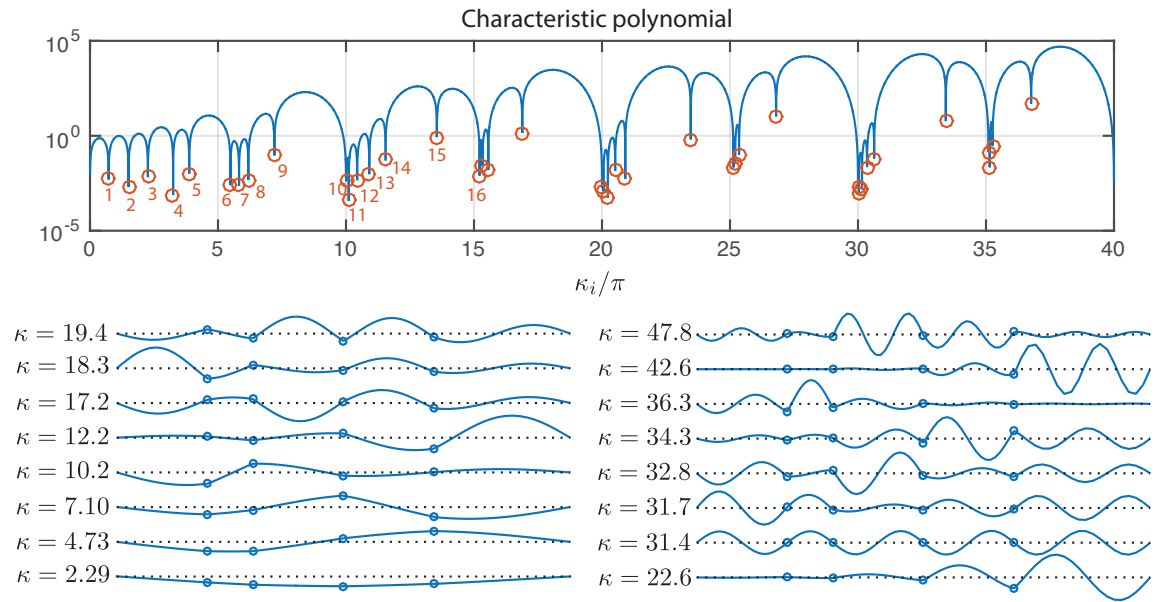 Characteristic polynomial
10^5
10^0
10^-5
1 2 3 4 5 6 7 8 9 10 11 12 13 14 15 16
0 5 10 15 20 25 30 35 40
κ_i/π
κ = 19.4
κ = 18.3
κ = 17.2
κ = 12.2
κ = 10.2
κ = 7.10
κ = 4.73
κ = 2.29
κ = 47.8
κ = 42.6
κ = 36.3
κ = 34.3
κ = 32.8
κ = 31.7
κ = 31.4
κ = 22.6